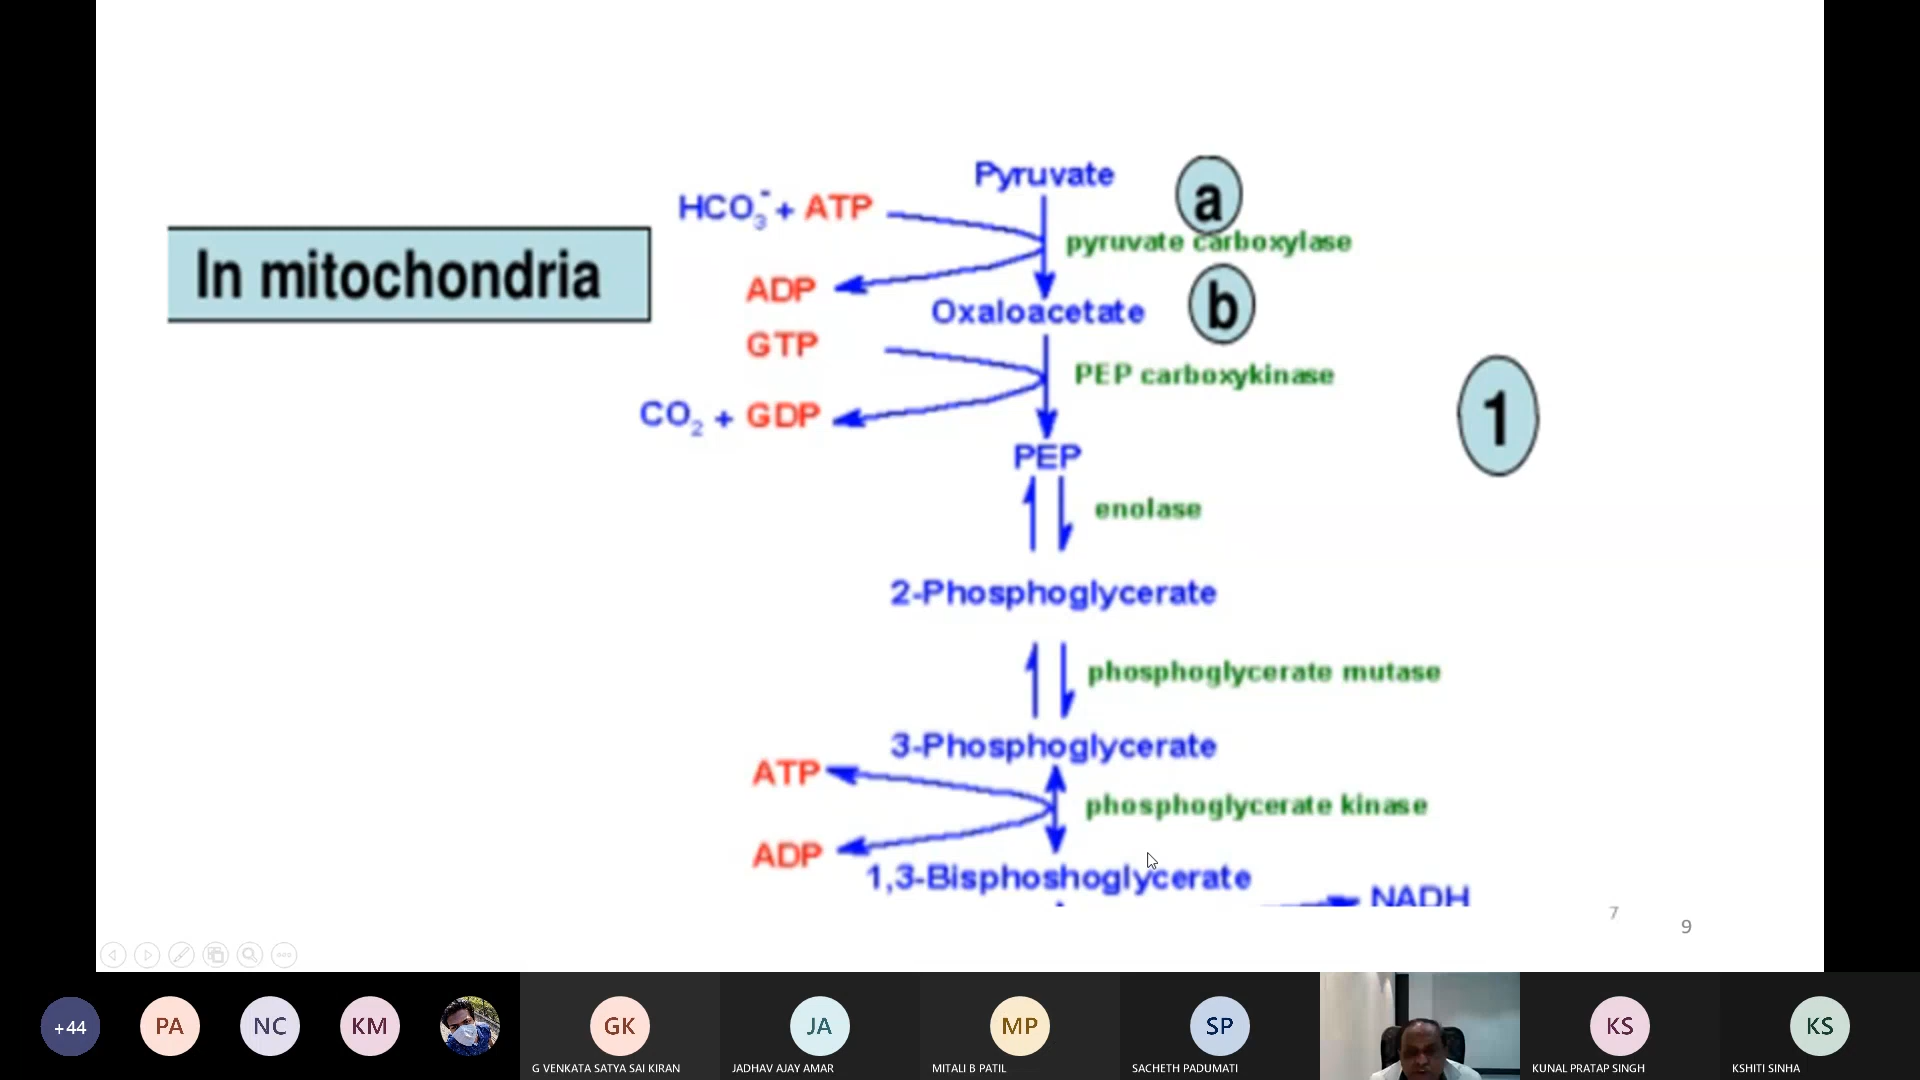 Pyruvate
a
HCO3- + ATP
pyruvate carboxylase
In mitochondria
ADP
b
Oxaloacetate
GTP
PEP carboxykinase
CO2 + GDP
1
PEP
enolase
2-Phosphoglycerate
phosphoglycerate mutase
3-Phosphoglycerate
ATP
phosphoglycerate kinase
ADP
1,3-Bisphoshoglycerate
NADH
7
9
+44
PA
NC
KM
GK
JA
MP
SP
KS
KS
G VENKATA SATYA SAI KIRAN
JADHAV AJAY AMAR
MITALI B PATIL
SACHETH PADUMATI
KUNAL PRATAP SINGH
KSHITI SINHA